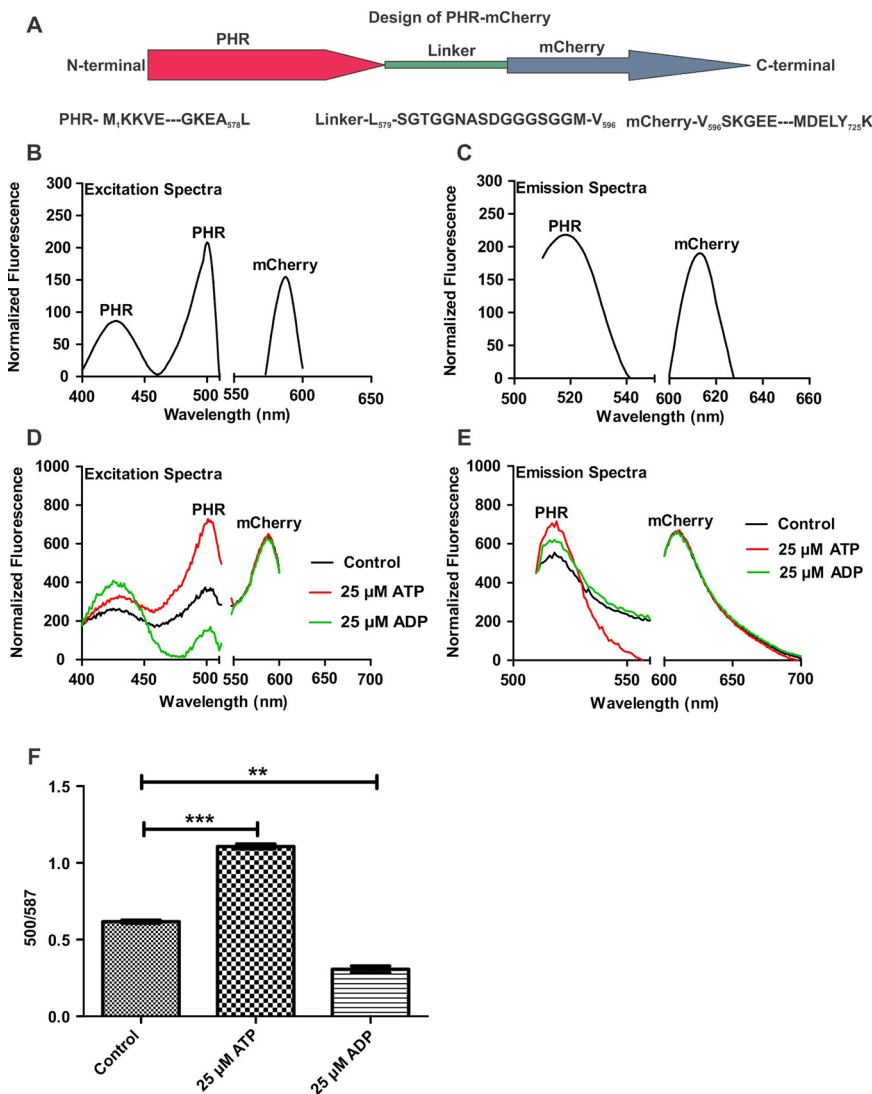 A
Design of PHR-mCherry
PHR
Linker
mCherry
N-terminal
C-terminal
PHR- M1KKVE---GKEA578L
Linker-L579-SGTGGNASDGGGSGGM-V596
mCherry-V596SKGEE---MDELY725K
B
Excitation Spectra
PHR
PHR
mCherry
Normalized Fluorescence
300
250
200
150
100
50
0
400
450
500
550
600
650
Wavelength (nm)
C
Emission Spectra
PHR
mCherry
Normalized Fluorescence
300
250
200
150
100
50
0
500
520
540
600
620
640
660
Wavelength (nm)
D
Excitation Spectra
PHR
mCherry
Normalized Fluorescence
1000
800
600
400
200
0
400
450
500
550
600
650
700
Wavelength (nm)
Control
25 µM ATP
25 µM ADP
E
Emission Spectra
PHR
mCherry
Normalized Fluorescence
1000
800
600
400
200
0
500
550
600
650
700
Wavelength (nm)
Control
25 µM ATP
25 µM ADP
F
**
***
500/587
1.5
1.0
0.5
0.0
Control
25 µM ATP
25 µM ADP